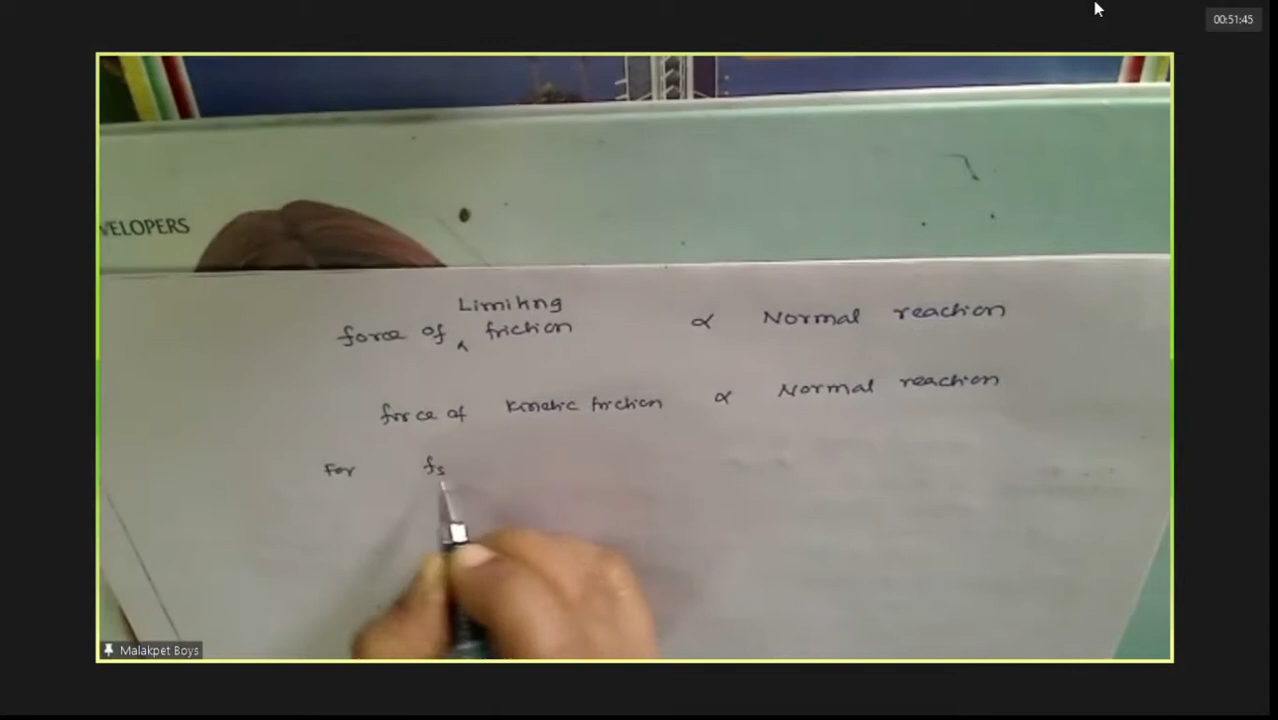 00:51:45
VELOPERS
Limiting
force of ∧ friction ∝ Normal reaction
force of kinetic friction ∝ Normal reaction
For fs
Malakpet Boys